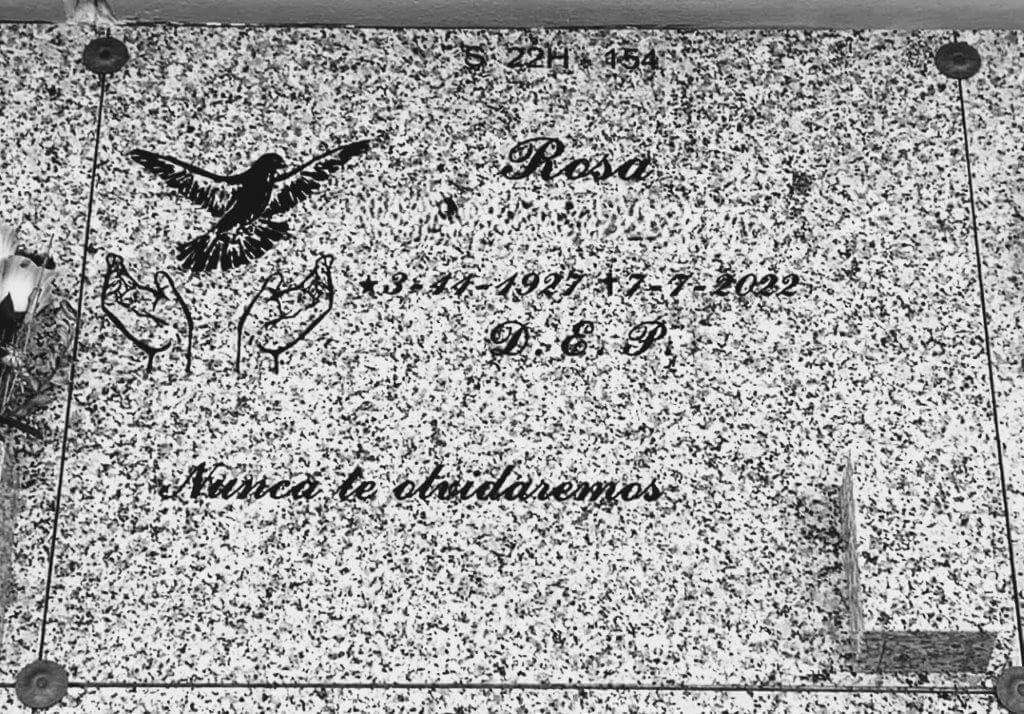 S 22H 154
Rosa
★3-11-1927 ✝7-7-2022
D. E. P.
Nunca te olvidaremos